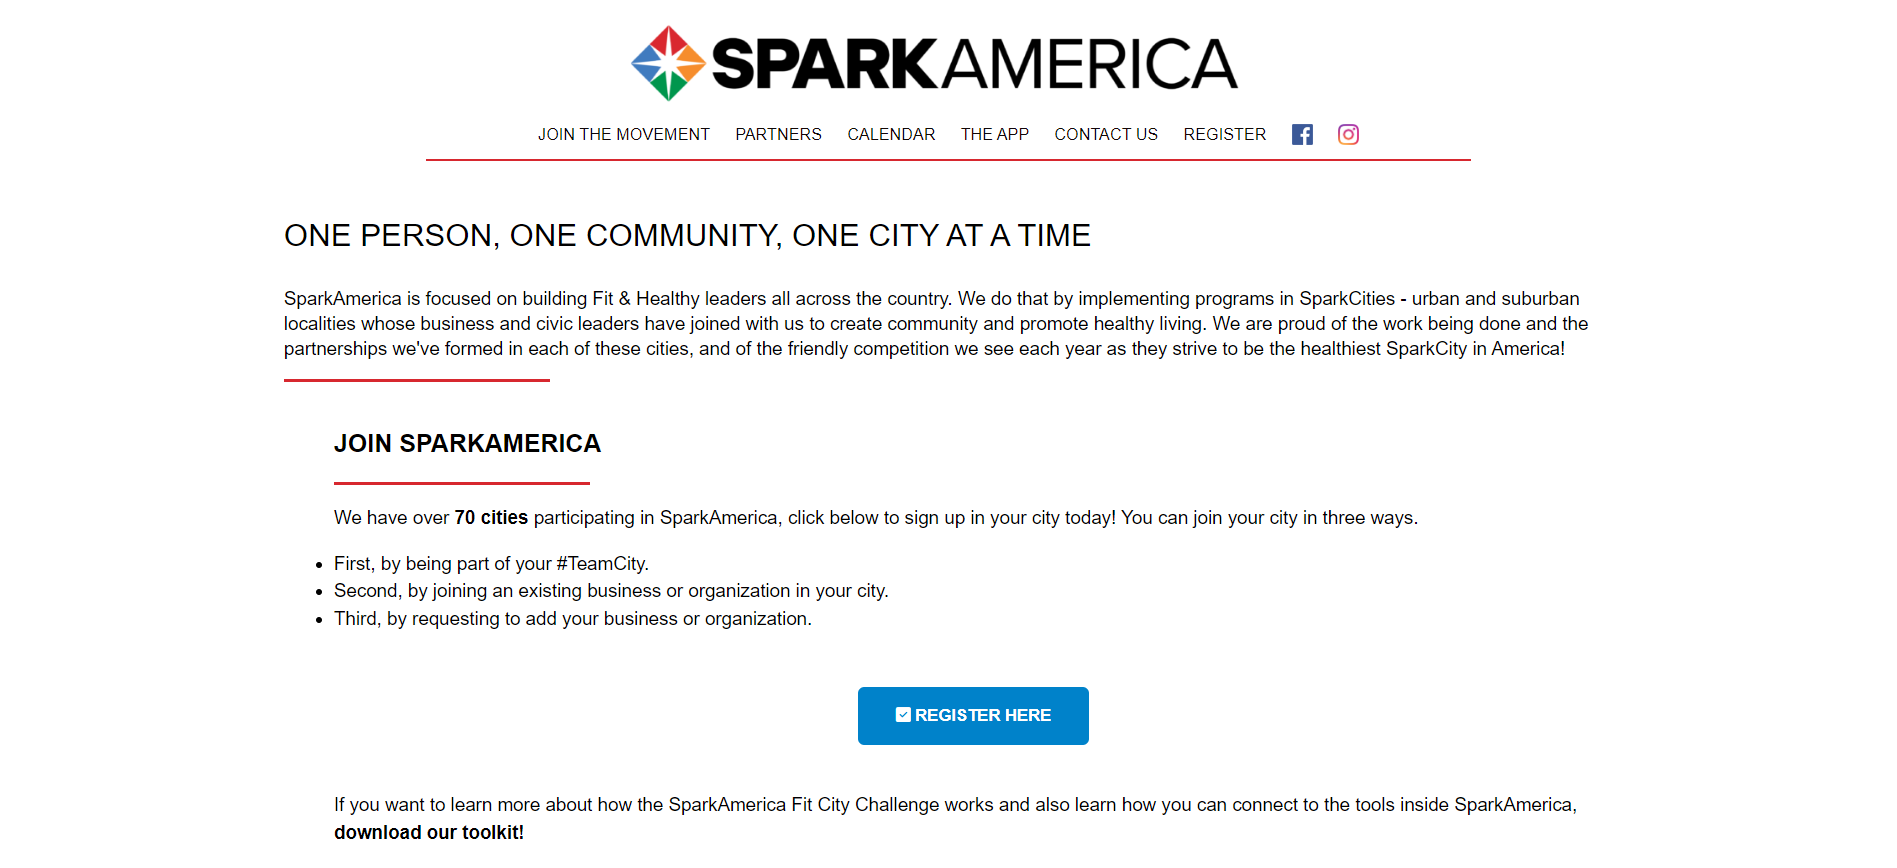 SPARKAMERICA
JOIN THE MOVEMENT PARTNERS CALENDAR THE APP CONTACT US REGISTER
ONE PERSON, ONE COMMUNITY, ONE CITY AT A TIME
SparkAmerica is focused on building Fit & Healthy leaders all across the country. We do that by implementing programs in SparkCities - urban and suburban
localities whose business and civic leaders have joined with us to create community and promote healthy living. We are proud of the work being done and the
partnerships we've formed in each of these cities, and of the friendly competition we see each year as they strive to be the healthiest SparkCity in America!
JOIN SPARKAMERICA
We have over 70 cities participating in SparkAmerica, click below to sign up in your city today! You can join your city in three ways.
• First, by being part of your #TeamCity.
• Second, by joining an existing business or organization in your city.
• Third, by requesting to add your business or organization.
REGISTER HERE
If you want to learn more about how the SparkAmerica Fit City Challenge works and also learn how you can connect to the tools inside SparkAmerica,
download our toolkit!